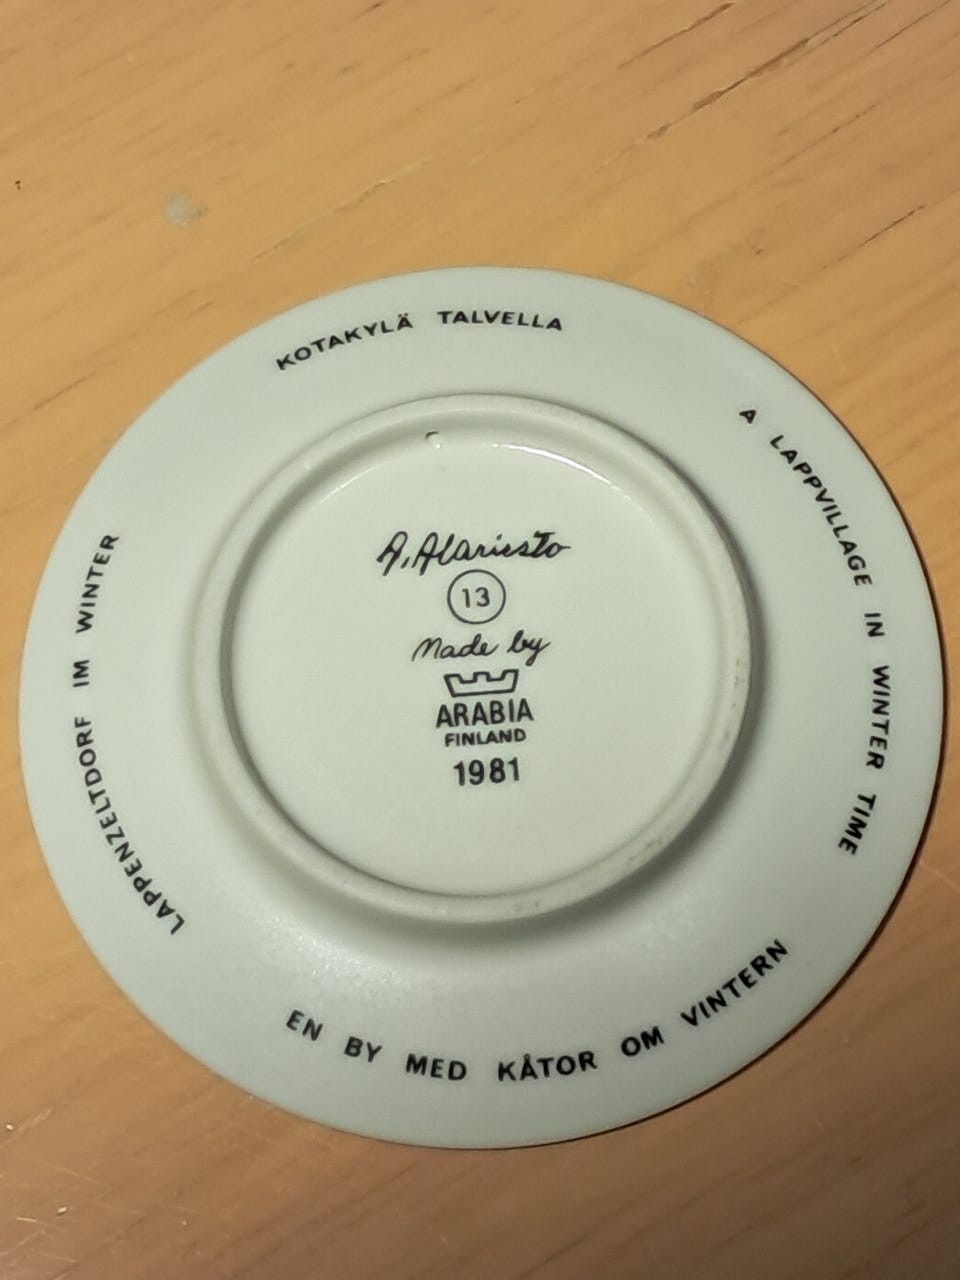 KOTAKYLÄ TALVELLA
A LAPPVILLAGE IN WINTER TIME
EN BY MED KÅTOR OM VINTERN
LAPPENZELTDORF IM WINTER
A. Alariesto
13
Made by
ARABIA
FINLAND
1981